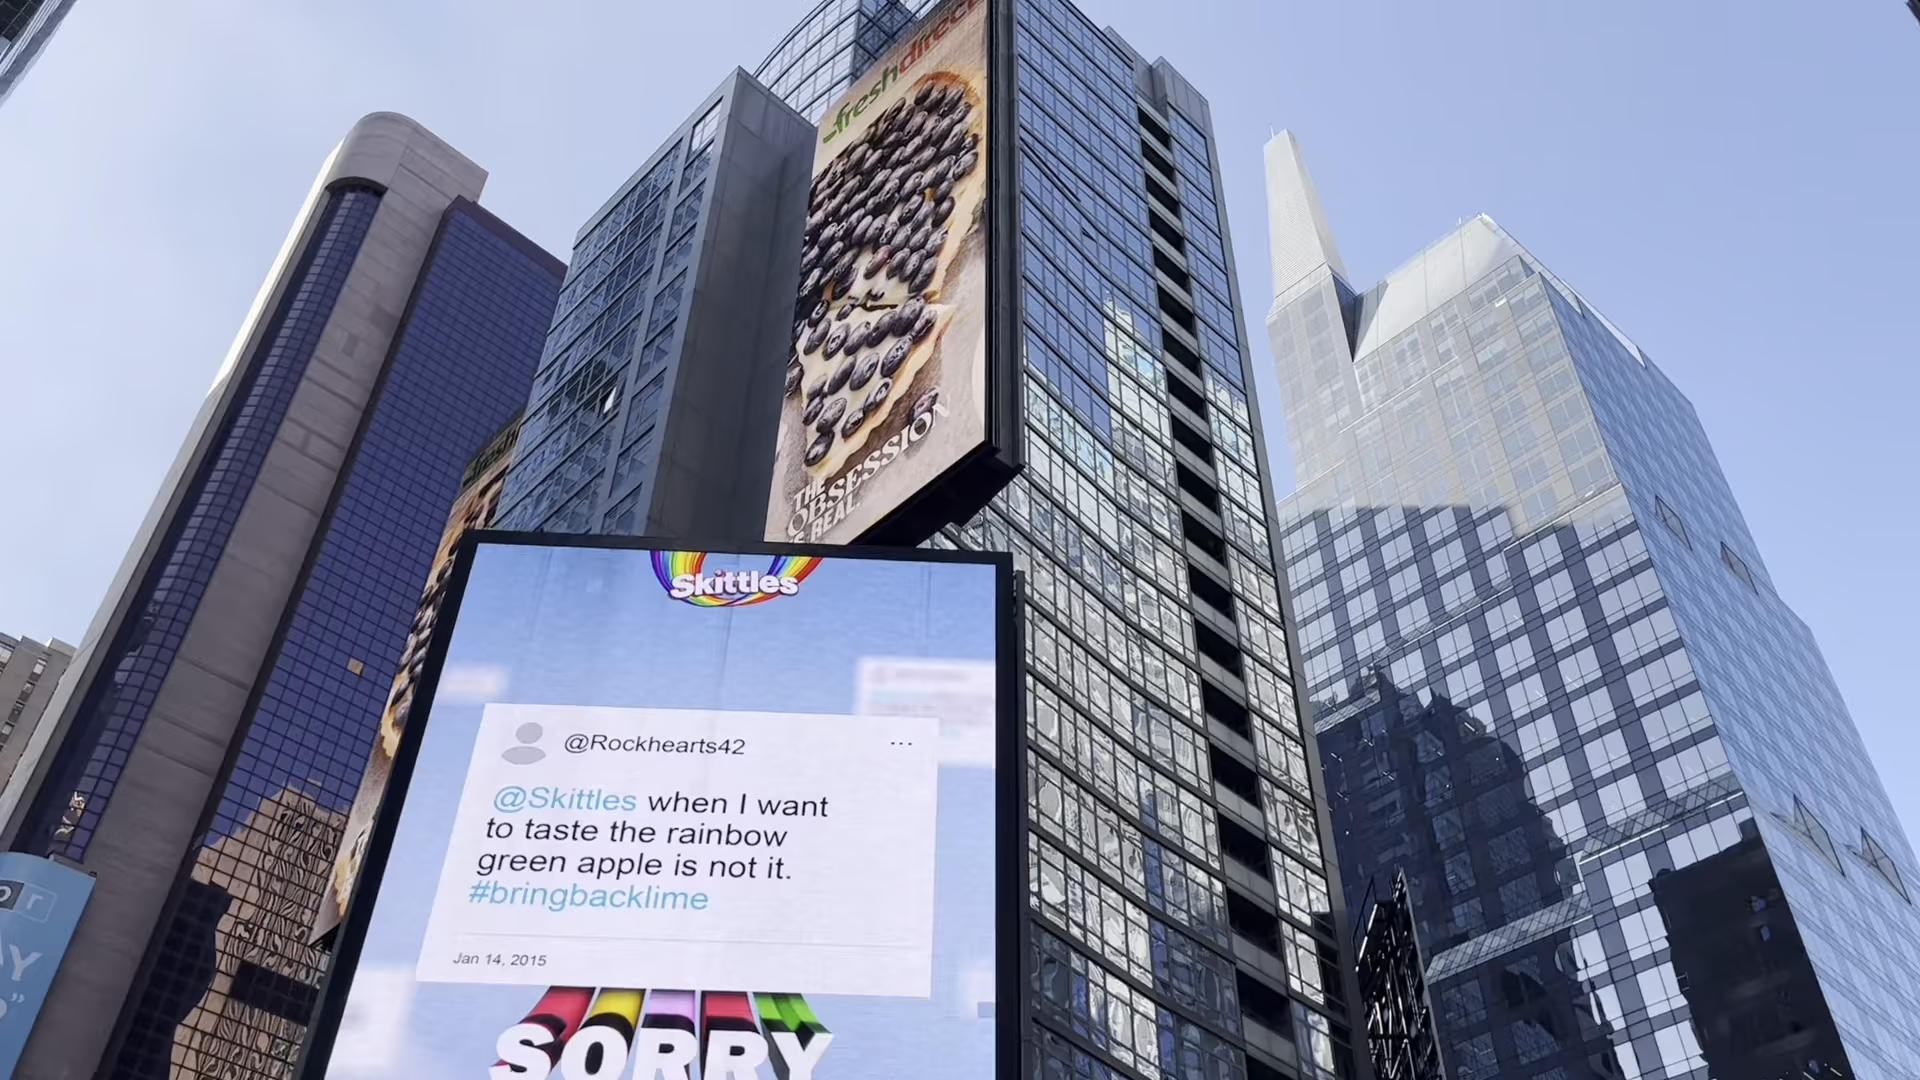 freshdirect
THE
OBSESSION
REAL.
Skittles
@Rockhearts42
...
@Skittles when I want
to taste the rainbow
green apple is not it.
#bringbacklime
Jan 14, 2015
SORRY